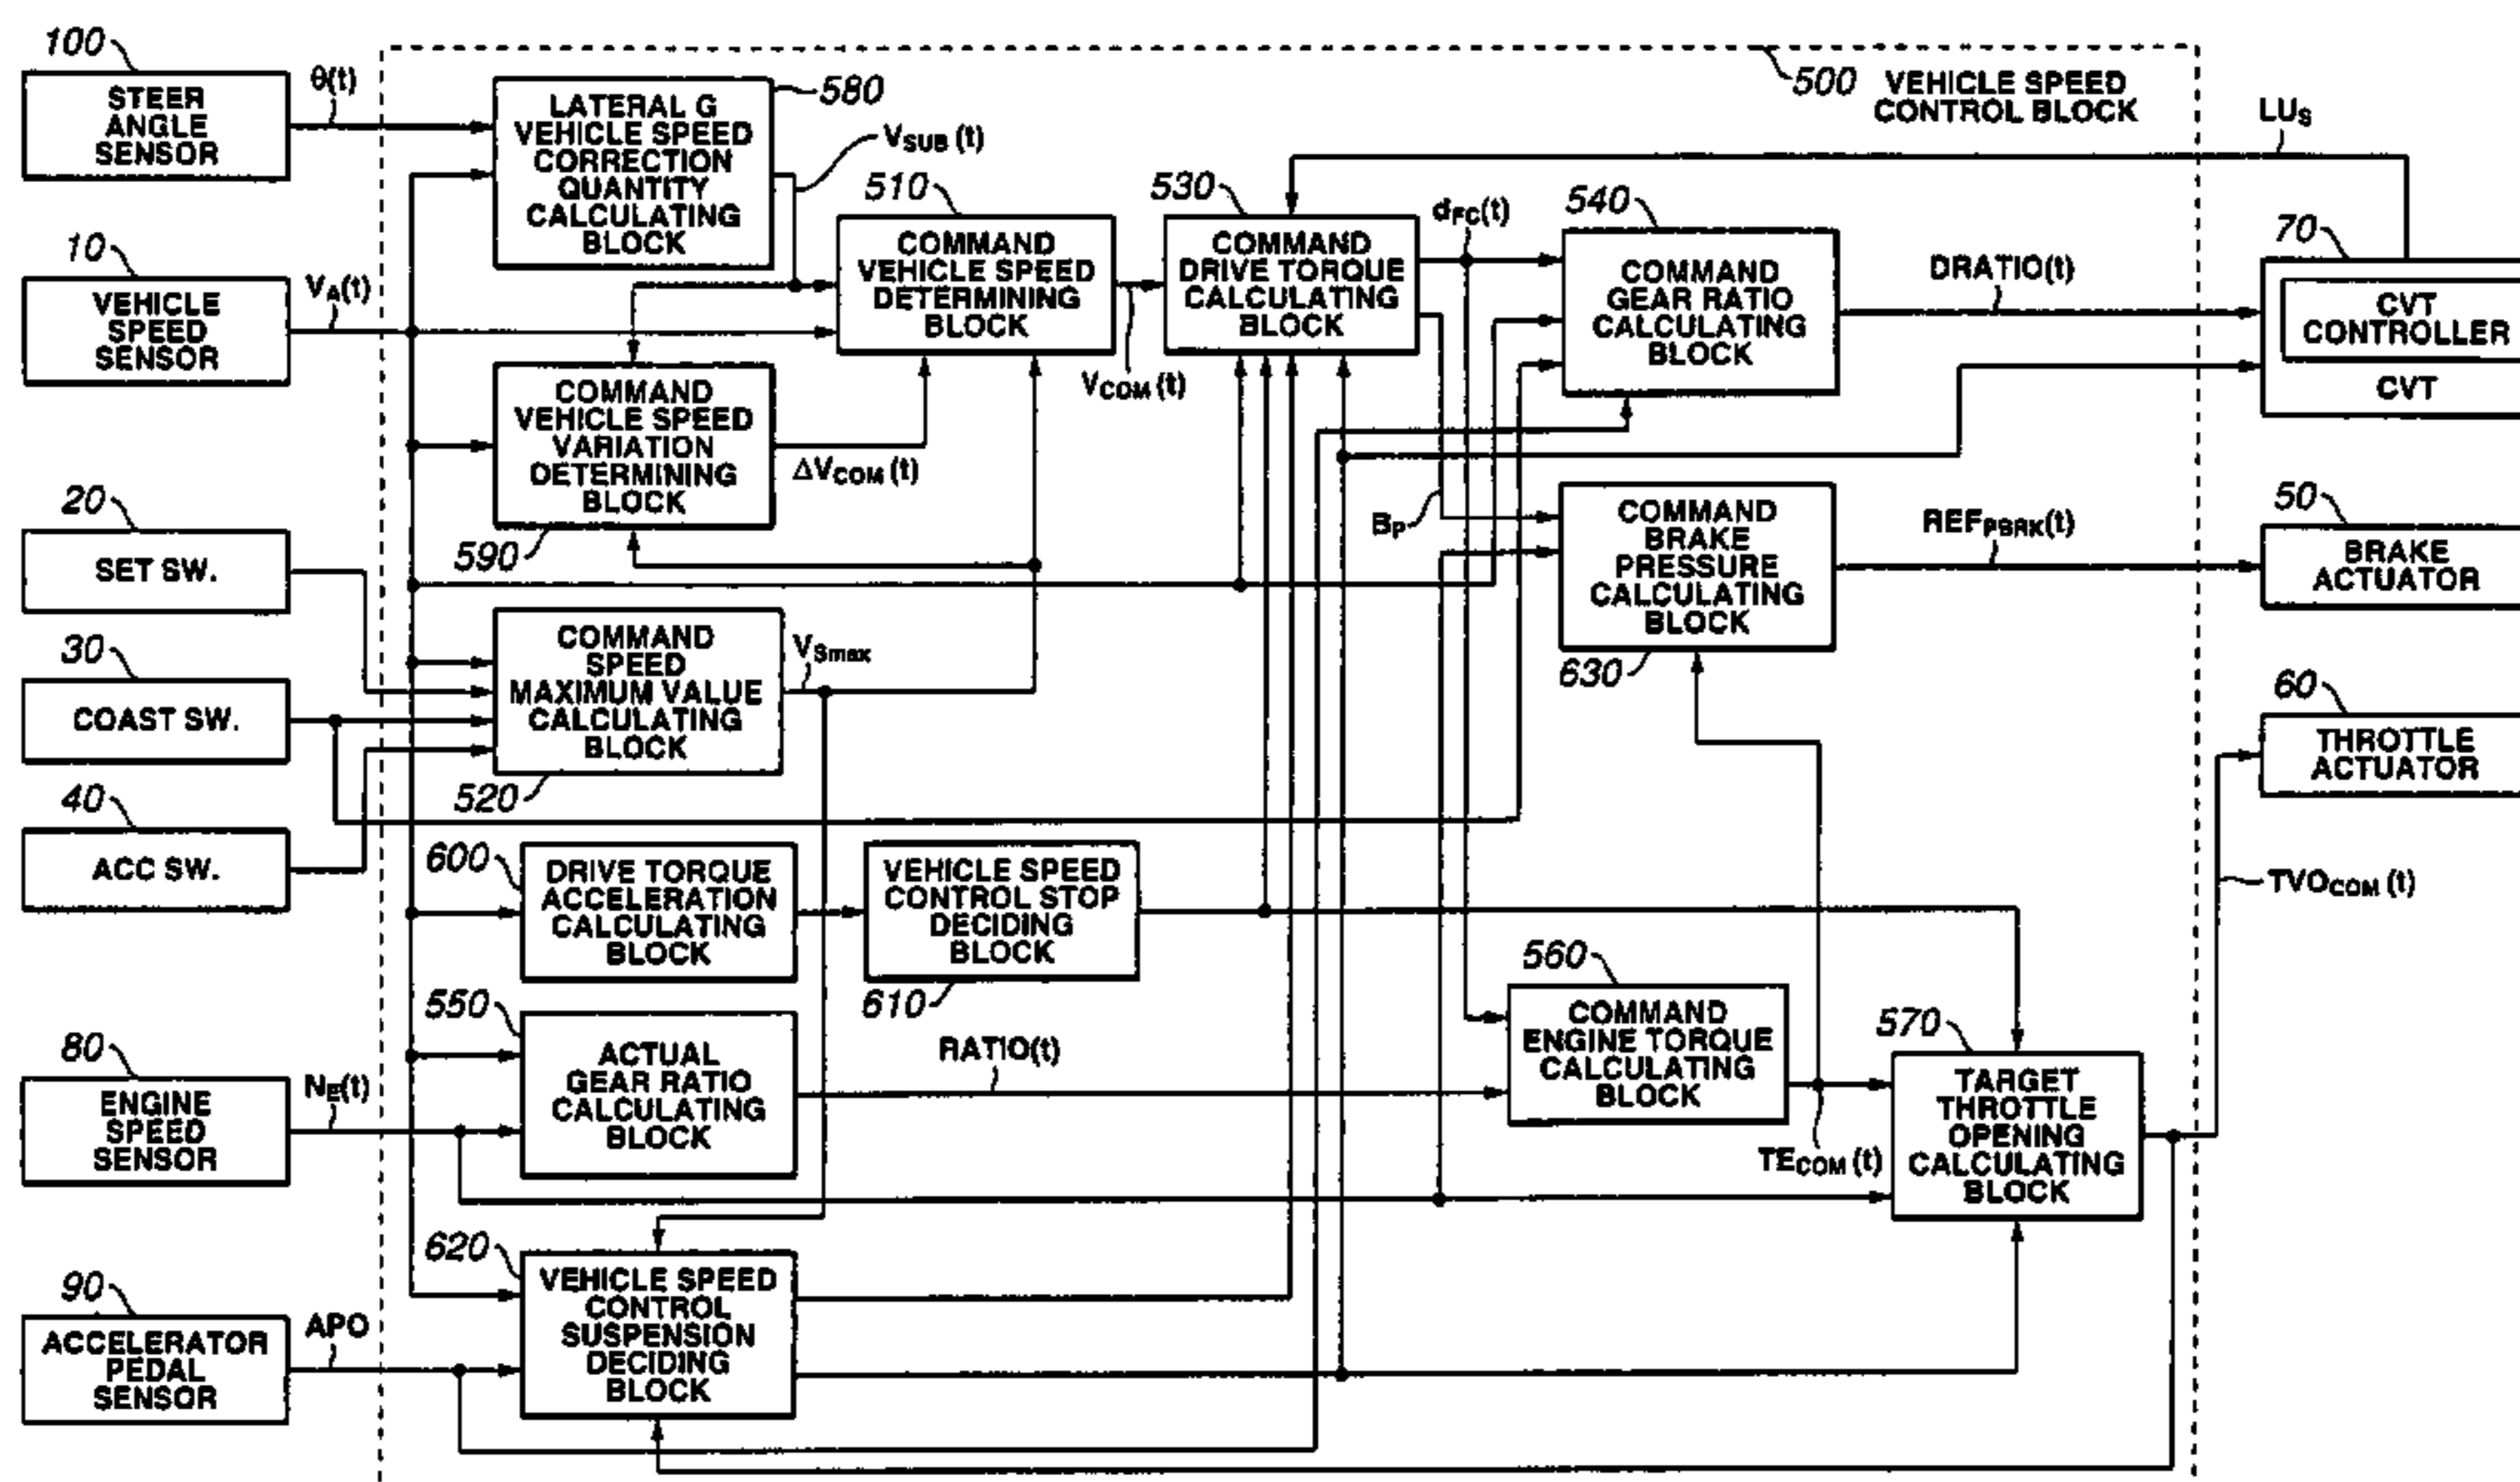 100
STEER
ANGLE
SENSOR
θ(t)
10
VEHICLE
SPEED
SENSOR
VA(t)
20
SET SW.
30
COAST SW.
40
ACC SW.
80
ENGINE
SPEED
SENSOR
NE(t)
90
ACCELERATOR
PEDAL
SENSOR
APO
500 VEHICLE SPEED
CONTROL BLOCK
LATERAL G
VEHICLE SPEED
CORRECTION
QUANTITY
CALCULATING
BLOCK
580
VSUB (t)
COMMAND
VEHICLE SPEED
VARIATION
DETERMINING
BLOCK
590
ΔVCOM (t)
510
COMMAND
VEHICLE SPEED
DETERMINING
BLOCK
VCOM (t)
530
COMMAND
DRIVE TORQUE
CALCULATING
BLOCK
dFC(t)
BP
540
COMMAND
GEAR RATIO
CALCULATING
BLOCK
DRATIO(t)
LUS
70
CVT
CONTROLLER
CVT
COMMAND
BRAKE
PRESSURE
CALCULATING
BLOCK
630
REFPBRK(t)
50
BRAKE
ACTUATOR
60
THROTTLE
ACTUATOR
COMMAND
SPEED
MAXIMUM VALUE
CALCULATING
BLOCK
520
VSmax
600
DRIVE TORQUE
ACCELERATION
CALCULATING
BLOCK
VEHICLE SPEED
CONTROL STOP
DECIDING
BLOCK
610
550
ACTUAL
GEAR RATIO
CALCULATING
BLOCK
RATIO(t)
560
COMMAND
ENGINE TORQUE
CALCULATING
BLOCK
TECOM (t)
570
TARGET
THROTTLE
OPENING
CALCULATING
BLOCK
TVOCOM (t)
620
VEHICLE SPEED
CONTROL
SUSPENSION
DECIDING
BLOCK